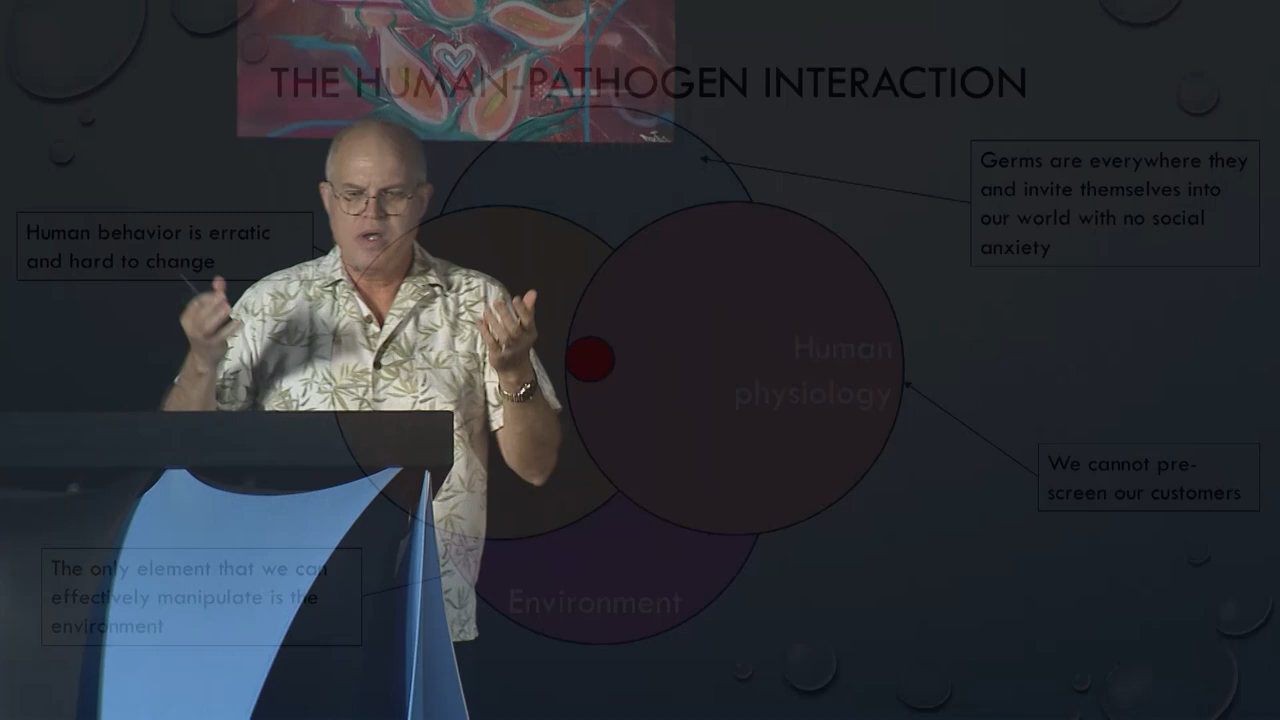 THE HUMAN-PATHOGEN INTERACTION
Germs are everywhere they
and invite themselves into
our world with no social
anxiety
Human behavior is erratic
and hard to change
Human
physiology
We cannot pre-
screen our customers
The only element that we can
effectively manipulate is the
environment
Environment